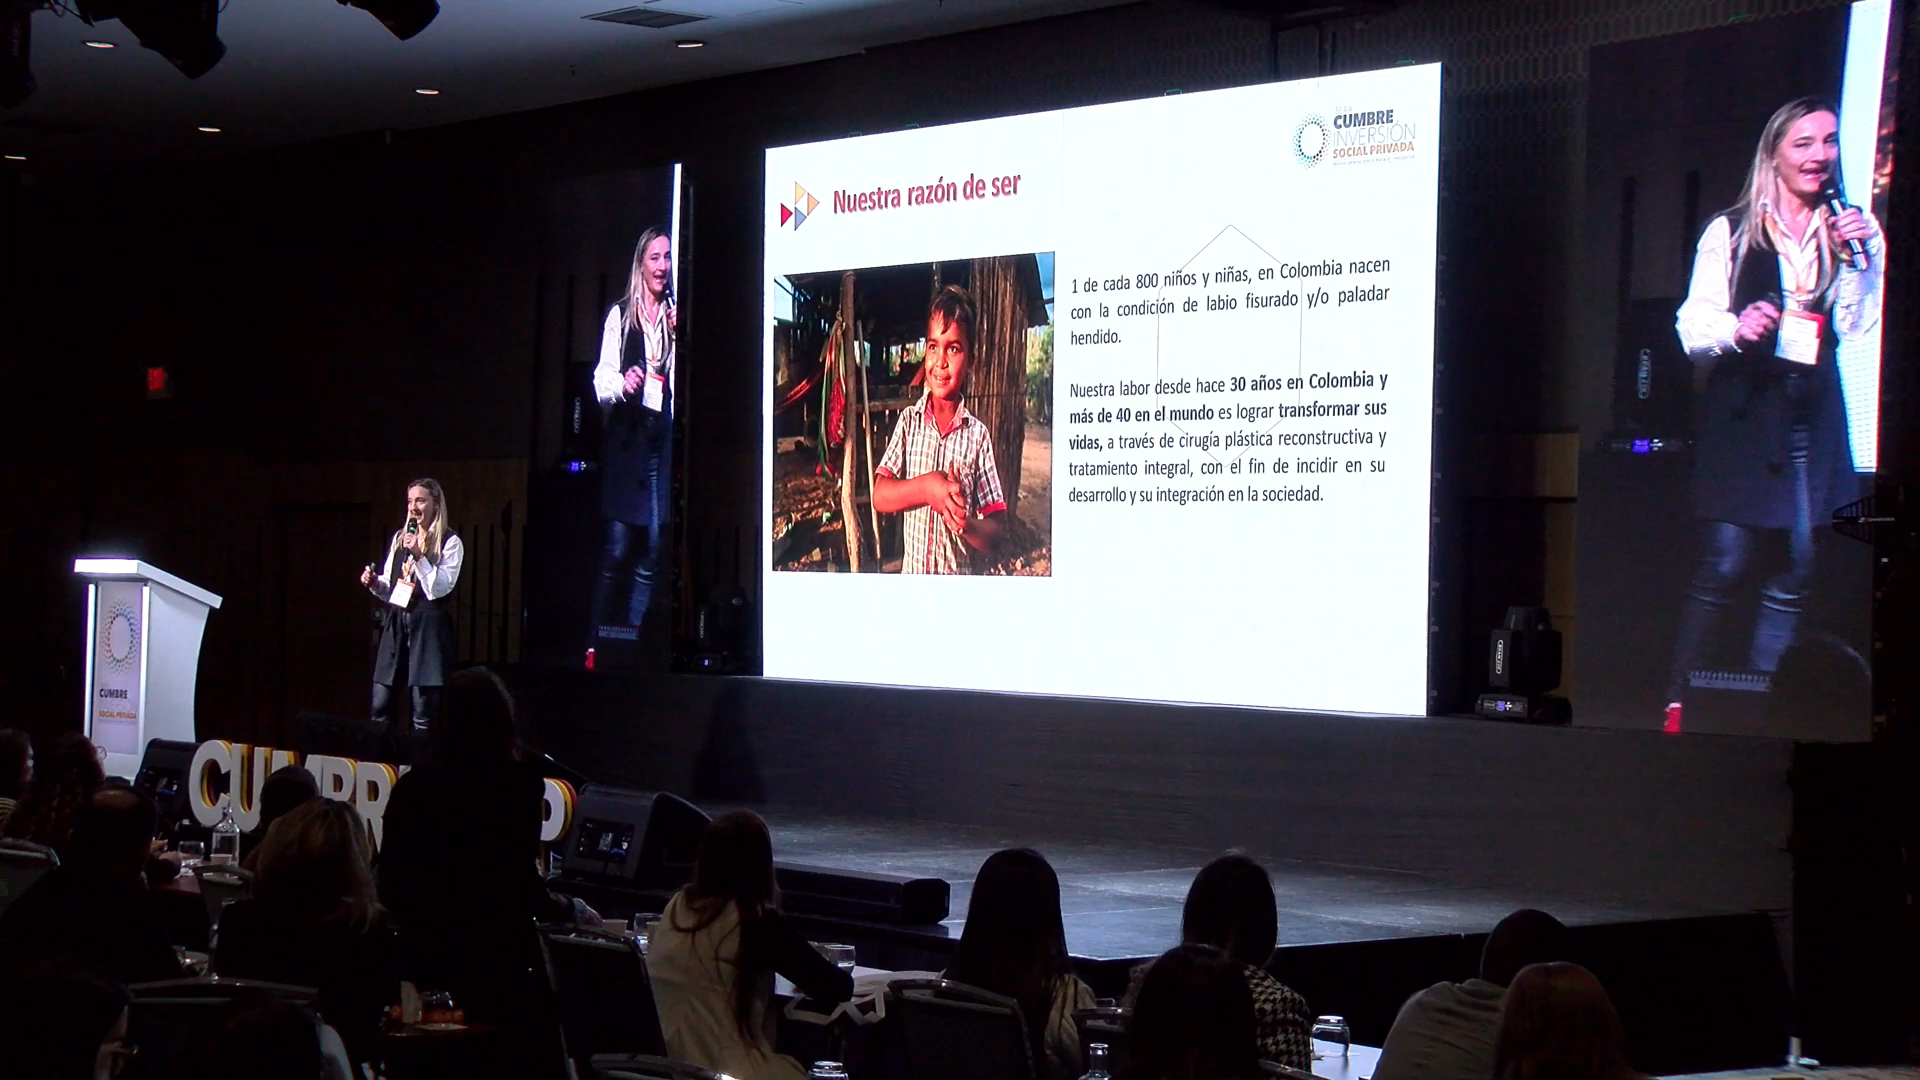 CUMBRE
INVERSIÓN
SOCIAL PRIVADA
Nuestra razón de ser
1 de cada 800 niños y niñas, en Colombia nacen
con la condición de labio fisurado y/o paladar
hendido.
Nuestra labor desde hace 30 años en Colombia y
más de 40 en el mundo es lograr transformar sus
vidas, a través de cirugía plástica reconstructiva y
tratamiento integral, con el fin de incidir en su
desarrollo y su integración en la sociedad.
EXIT
CUMBRE
SOCIAL PRIVADA